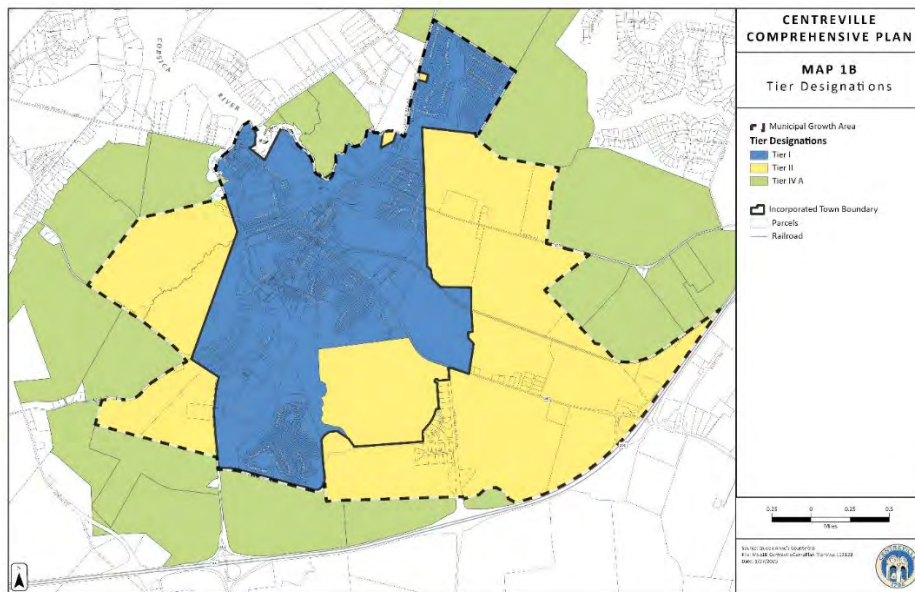 CENTREVILLE
COMPREHENSIVE PLAN
MAP 1B
Tier Designations
Municipal Growth Area
Tier Designations
Tier I
Tier II
Tier IV A
Incorporated Town Boundary
Parcels
Railroad
CORSICA
RIVER
0.25 0 0.25 0.5
Miles
N